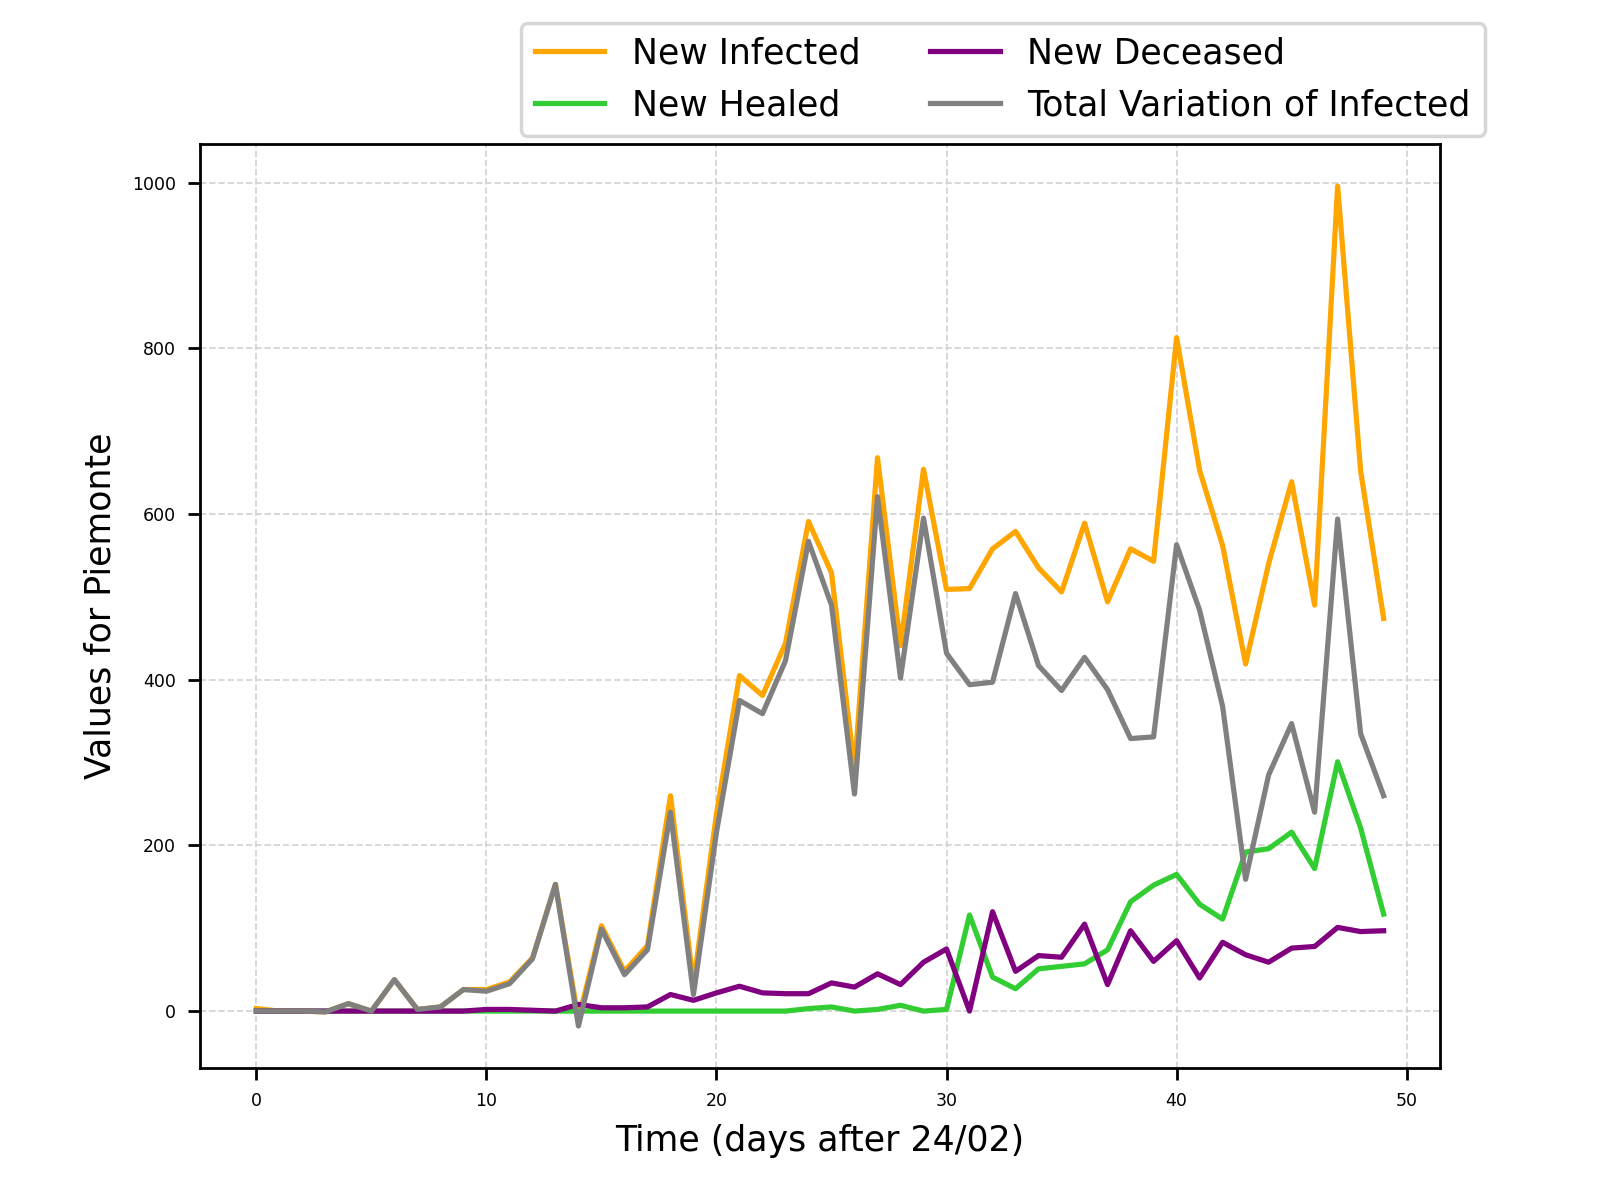 New Infected
New Healed
New Deceased
Total Variation of Infected
1000
800
600
400
200
0
Values for Piemonte
0 10 20 30 40 50
Time (days after 24/02)